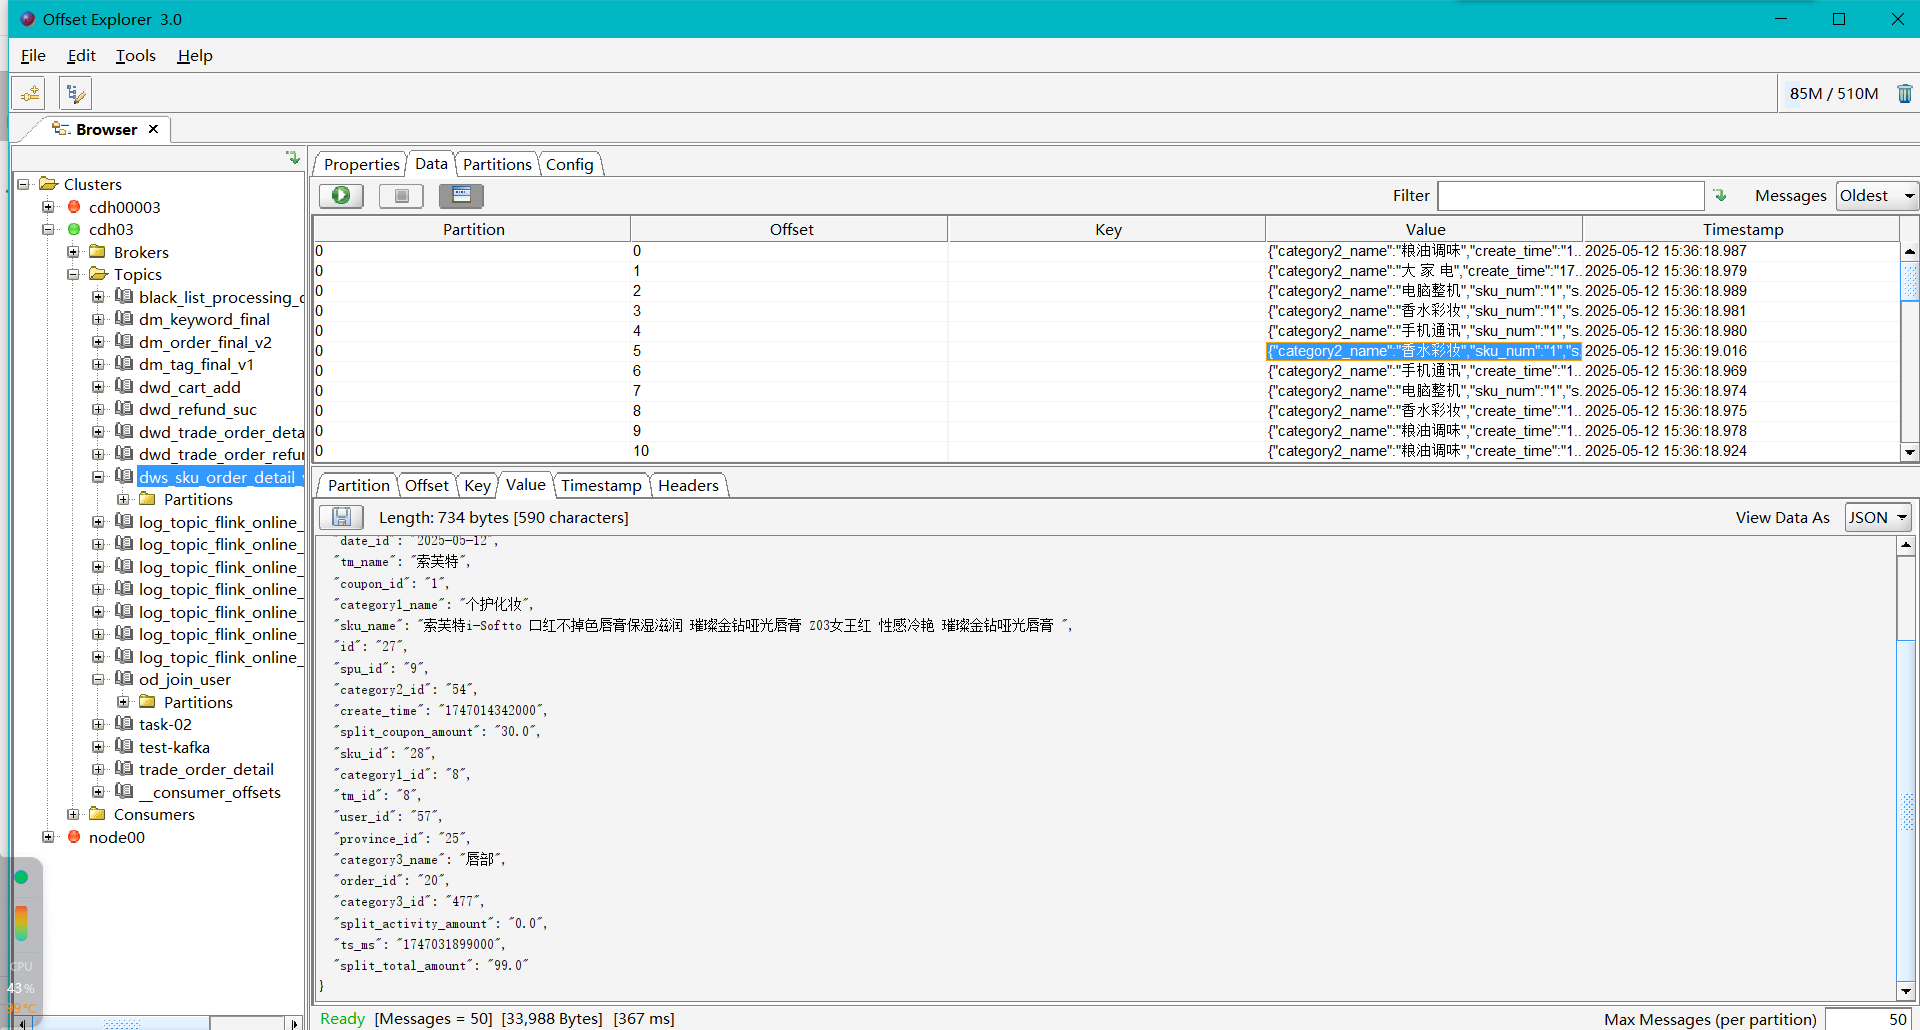 Offset Explorer 3.0
File Edit Tools Help
85M / 510M
Browser
Clusters
cdh00003
cdh03
Brokers
Topics
black_list_processing_
dm_keyword_final
dm_order_final_v2
dm_tag_final_v1
dwd_cart_add
dwd_refund_suc
dwd_trade_order_deta
dwd_trade_order_refu
dws_sku_order_detail_
Partitions
log_topic_flink_online_
log_topic_flink_online_
log_topic_flink_online_
log_topic_flink_online_
log_topic_flink_online_
log_topic_flink_online_
log_topic_flink_online_
od_join_user
Partitions
task-02
test-kafka
trade_order_detail
__consumer_offsets
Consumers
node00
CPU
43%
Properties Data Partitions Config
Filter Messages Oldest
Partition Offset Key Value Timestamp
0 0 {"category2_name":"粮油调味","create_time":"1... 2025-05-12 15:36:18.987
0 1 {"category2_name":"大 家 电","create_time":"17... 2025-05-12 15:36:18.979
0 2 {"category2_name":"电脑整机","sku_num":"1","s... 2025-05-12 15:36:18.989
0 3 {"category2_name":"香水彩妆","sku_num":"1","s... 2025-05-12 15:36:18.981
0 4 {"category2_name":"手机通讯","sku_num":"1","s... 2025-05-12 15:36:18.980
0 5 {"category2_name":"香水彩妆","sku_num":"1","s... 2025-05-12 15:36:19.016
0 6 {"category2_name":"手机通讯","create_time":"1... 2025-05-12 15:36:18.969
0 7 {"category2_name":"电脑整机","sku_num":"1","s... 2025-05-12 15:36:18.974
0 8 {"category2_name":"香水彩妆","create_time":"1... 2025-05-12 15:36:18.975
0 9 {"category2_name":"粮油调味","create_time":"1... 2025-05-12 15:36:18.978
0 10 {"category2_name":"粮油调味","create_time":"1... 2025-05-12 15:36:18.924
Partition Offset Key Value Timestamp Headers
Length: 734 bytes [590 characters] View Data As JSON
"date_id": "2025-05-12",
"tm_name": "索芙特",
"coupon_id": "1",
"category1_name": "个护化妆",
"sku_name": "索芙特i-Softto 口红不掉色唇膏保湿滋润 璀璨金钻哑光唇膏 Z03女王红 性感冷艳 璀璨金钻哑光唇膏 ",
"id": "27",
"spu_id": "9",
"category2_id": "54",
"create_time": "1747014342000",
"split_coupon_amount": "30.0",
"sku_id": "28",
"category1_id": "8",
"tm_id": "8",
"user_id": "57",
"province_id": "25",
"category3_name": "唇部",
"order_id": "20",
"category3_id": "477",
"split_activity_amount": "0.0",
"ts_ms": "1747031899000",
"split_total_amount": "99.0"
}
Ready [Messages = 50] [33,988 Bytes] [367 ms] Max Messages (per partition) 50